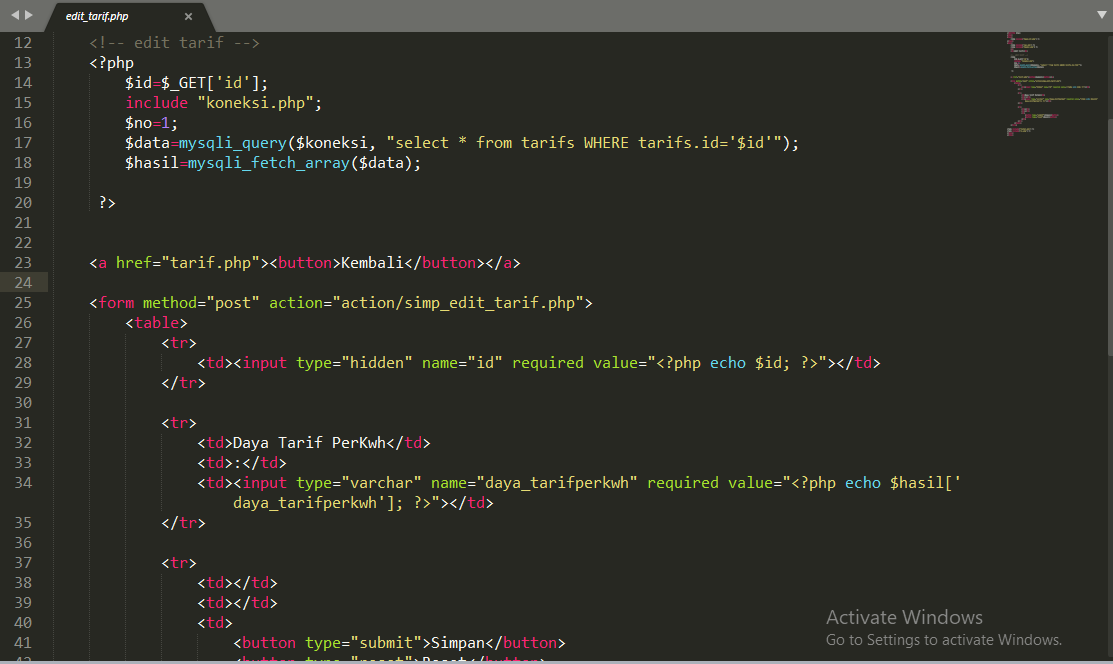 edit_tarif.php ×
12 <!-- edit tarif -->
13 <?php
14 $id=$_GET['id'];
15 include "koneksi.php";
16 $no=1;
17 $data=mysqli_query($koneksi, "select * from tarifs WHERE tarifs.id='$id'");
18 $hasil=mysqli_fetch_array($data);
19
20 ?>
21
22
23 <a href="tarif.php"><button>Kembali</button></a>
24
25 <form method="post" action="action/simp_edit_tarif.php">
26 <table>
27 <tr>
28 <td><input type="hidden" name="id" required value="<?php echo $id; ?>"></td>
29 </tr>
30
31 <tr>
32 <td>Daya Tarif PerKwh</td>
33 <td>:</td>
34 <td><input type="varchar" name="daya_tarifperkwh" required value="<?php echo $hasil['
daya_tarifperkwh']; ?>"></td>
35 </tr>
36
37 <tr>
38 <td></td>
39 <td></td>
40 <td>
41 <button type="submit">Simpan</button>
42 <button type="reset">Reset</button>
Activate Windows
Go to Settings to activate Windows.